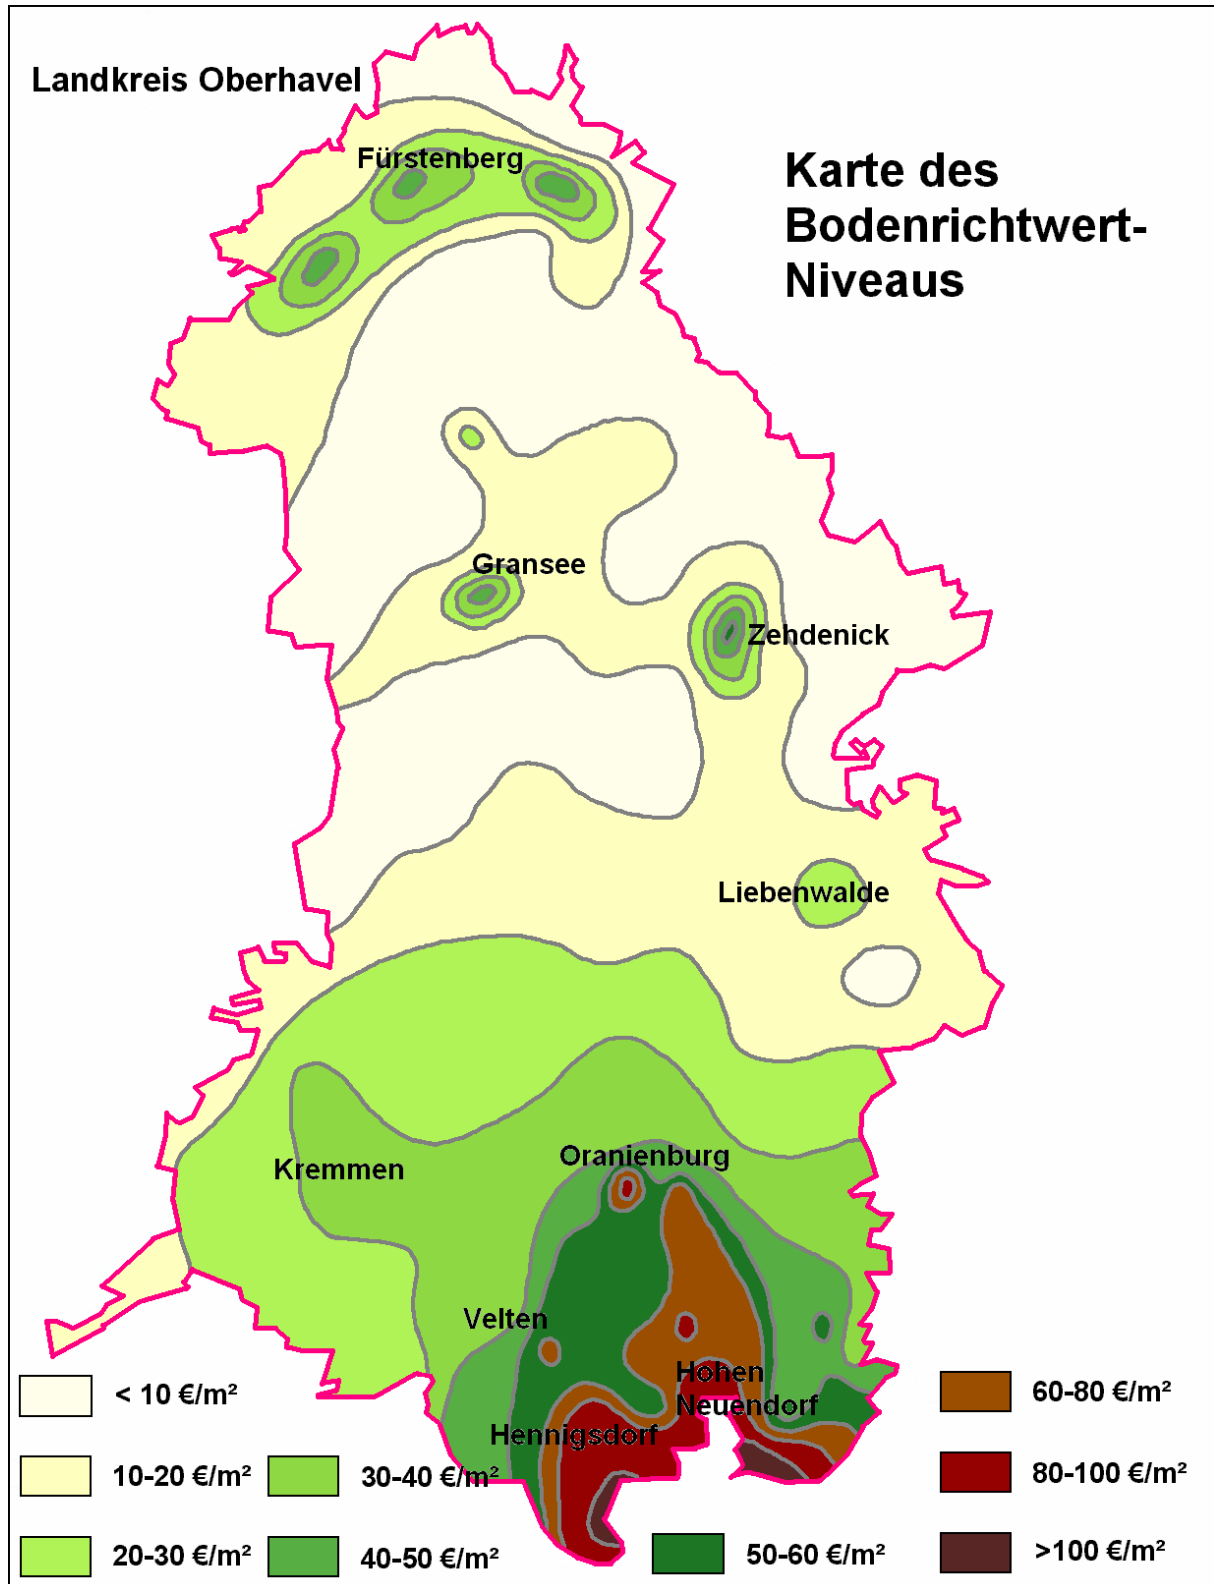 Landkreis Oberhavel
Karte des
Bodenrichtwert-
Niveaus
Fürstenberg
Gransee
Zehdenick
Liebenwalde
Oranienburg
Kremmen
Velten
Hohen
Neuendorf
Hennigsdorf
< 10 €/m²
60-80 €/m²
10-20 €/m²
30-40 €/m²
80-100 €/m²
20-30 €/m²
40-50 €/m²
50-60 €/m²
>100 €/m²